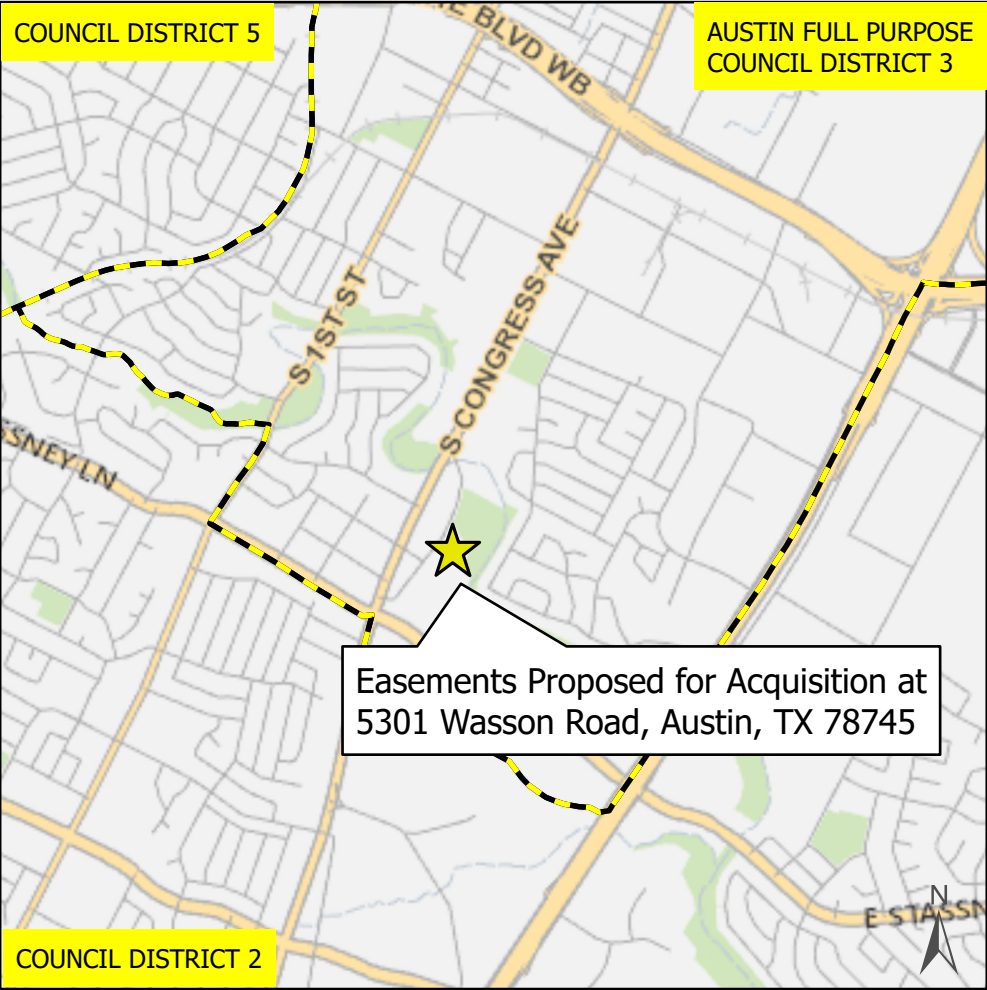 COUNCIL DISTRICT 5
AUSTIN FULL PURPOSE
COUNCIL DISTRICT 3
BLVD WB
S 1ST ST
S CONGRESS AVE
SSNEY LN
Easements Proposed for Acquisition at
5301 Wasson Road, Austin, TX 78745
N
E STASSN
COUNCIL DISTRICT 2